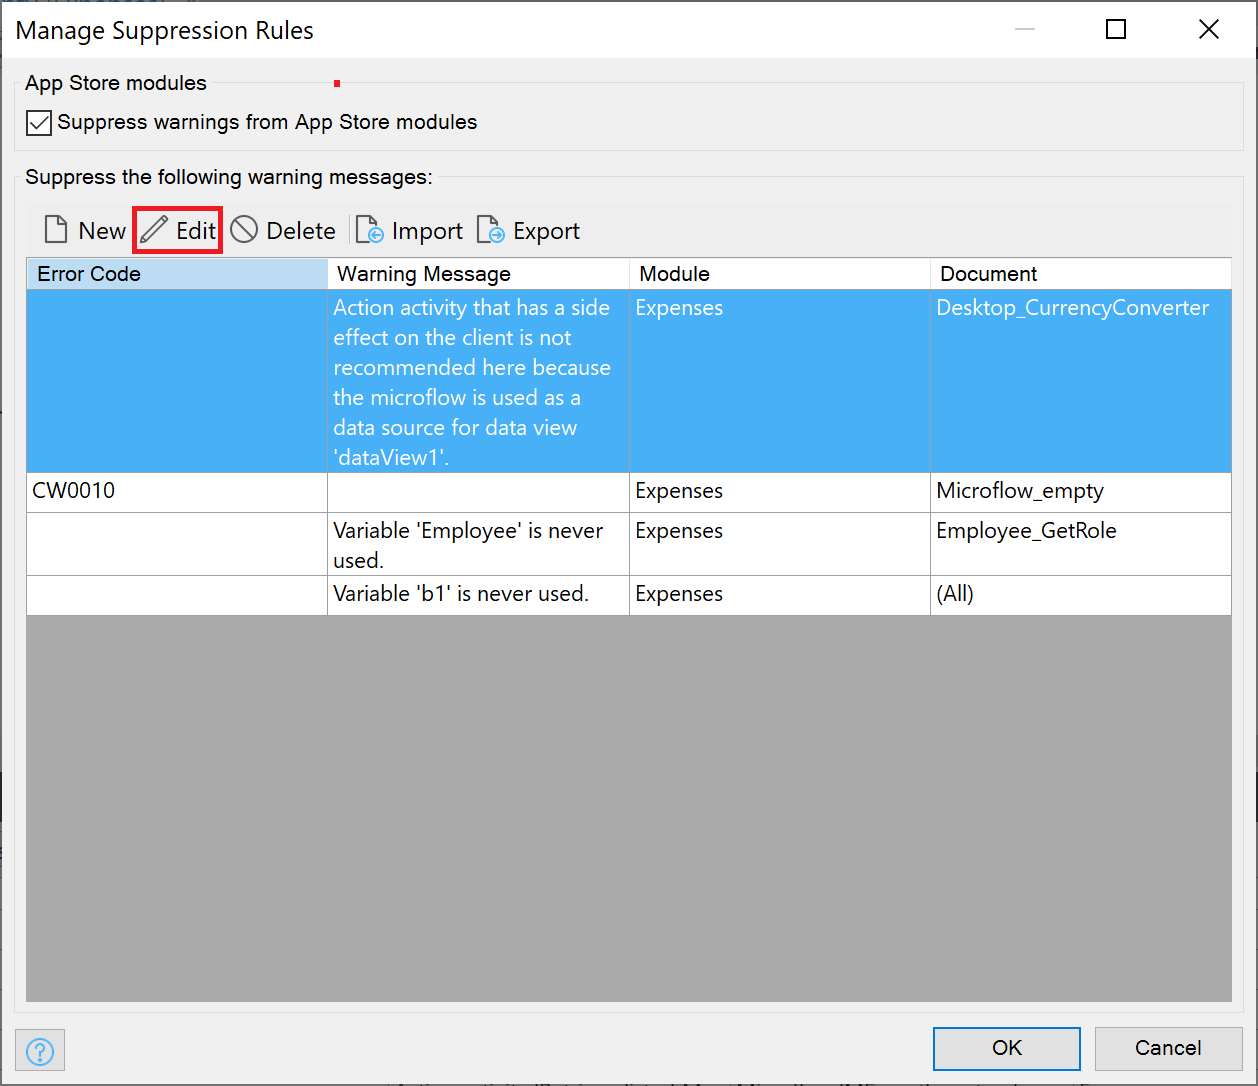 Manage Suppression Rules
App Store modules
Suppress warnings from App Store modules
Suppress the following warning messages:
New Edit Delete Import Export
Error Code Warning Message Module Document
Action activity that has a side Expenses Desktop_CurrencyConverter
effect on the client is not
recommended here because
the microflow is used as a
data source for data view
'dataView1'.
CW0010 Expenses Microflow_empty
Variable 'Employee' is never Expenses Employee_GetRole
used.
Variable 'b1' is never used. Expenses (All)
?
OK Cancel